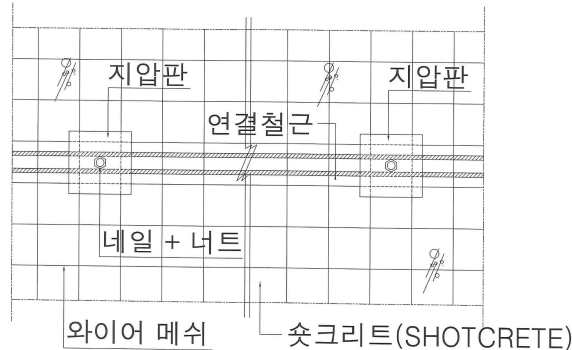 지압판
지압판
연결철근
네일 + 너트
와이어 메쉬
숏크리트(SHOTCRETE)